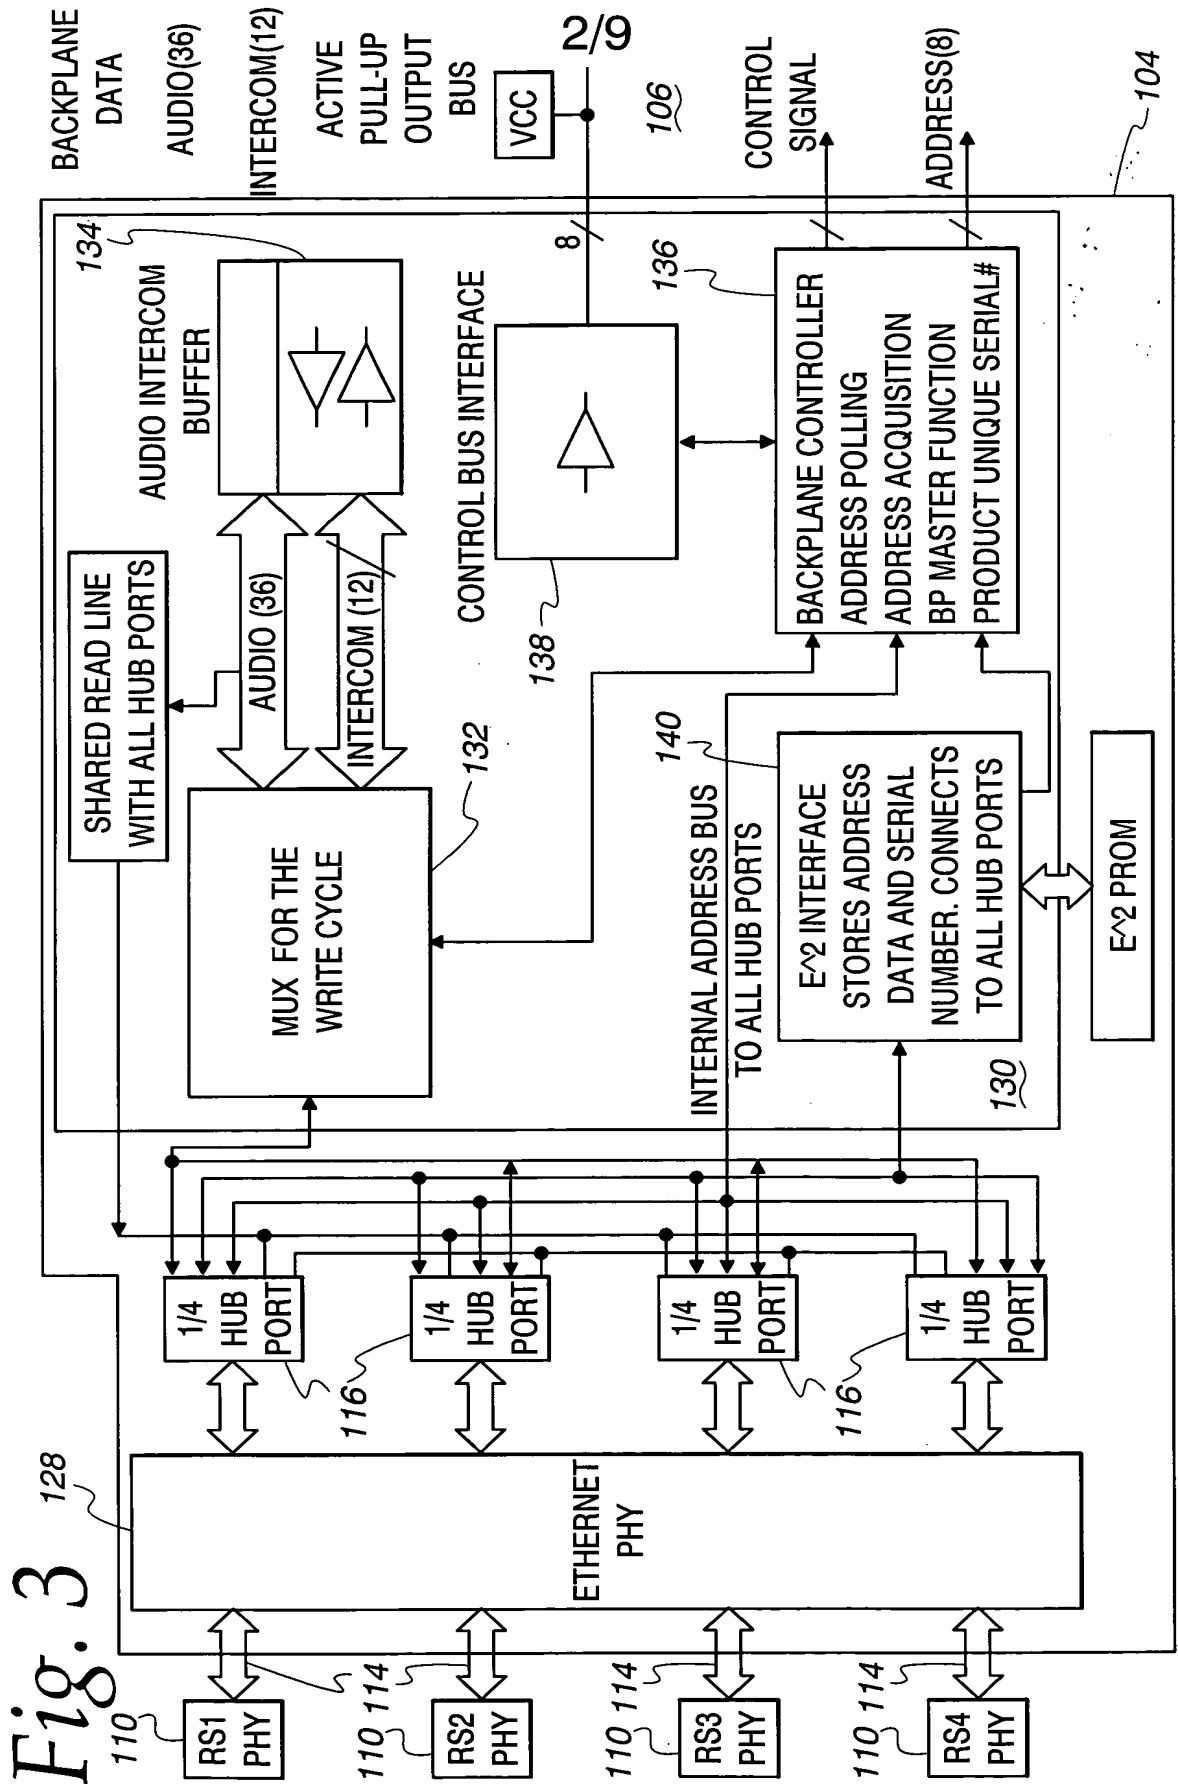 Fig. 3
2/9
BACKPLANE
DATA
AUDIO(36)
INTERCOM(12)
ACTIVE
PULL-UP
OUTPUT
BUS
VCC
106
CONTROL
SIGNAL
ADDRESS(8)
104
134
AUDIO INTERCOM
BUFFER
SHARED READ LINE
WITH ALL HUB PORTS
AUDIO (36)
INTERCOM (12)
MUX FOR THE
WRITE CYCLE
132
CONTROL BUS INTERFACE
8
138
136
BACKPLANE CONTROLLER
ADDRESS POLLING
ADDRESS ACQUISITION
BP MASTER FUNCTION
PRODUCT UNIQUE SERIAL#
INTERNAL ADDRESS BUS
TO ALL HUB PORTS
140
E^2 INTERFACE
STORES ADDRESS
DATA AND SERIAL
NUMBER. CONNECTS
TO ALL HUB PORTS
130
E^2 PROM
1/4
HUB
PORT
1/4
HUB
PORT
1/4
HUB
PORT
1/4
HUB
PORT
116
116
128
ETHERNET
PHY
110
RS1
PHY
114
110
RS2
PHY
114
110
RS3
PHY
114
110
RS4
PHY